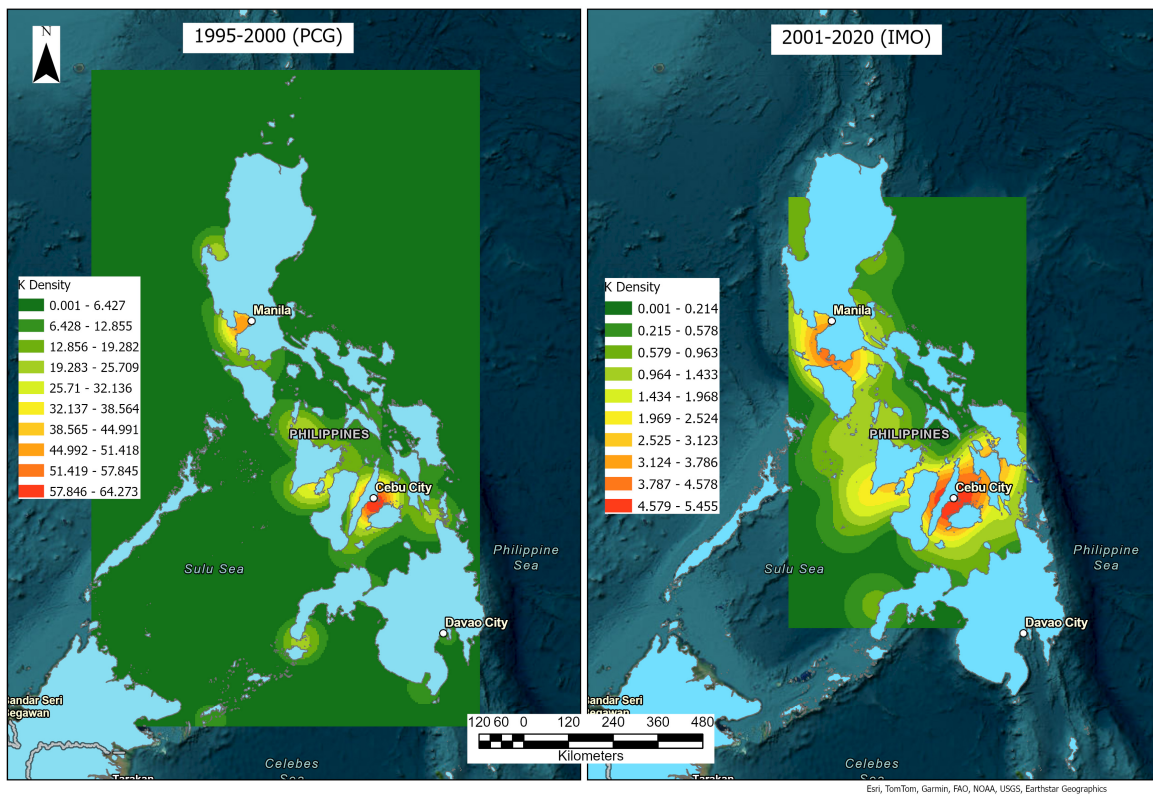 N
1995-2000 (PCG)
K Density
0.001 - 6.427
6.428 - 12.855
12.856 - 19.282
19.283 - 25.709
25.71 - 32.136
32.137 - 38.564
38.565 - 44.991
44.992 - 51.418
51.419 - 57.845
57.846 - 64.273
Manila
PHILIPPINES
Cebu City
Philippine
Sea
Sulu Sea
Davao City
Bandar Seri
Begawan
Celebes
Sea
Tarakan
2001-2020 (IMO)
K Density
0.001 - 0.214
0.215 - 0.578
0.579 - 0.963
0.964 - 1.433
1.434 - 1.968
1.969 - 2.524
2.525 - 3.123
3.124 - 3.786
3.787 - 4.578
4.579 - 5.455
Manila
PHILIPPINES
Cebu City
Philippine
Sea
Sulu Sea
Davao City
Bandar Seri
Begawan
Celebes
Sea
Tarakan
120 60 0 120 240 360 480
Kilometers
Esri, TomTom, Garmin, FAO, NOAA, USGS, Earthstar Geographics